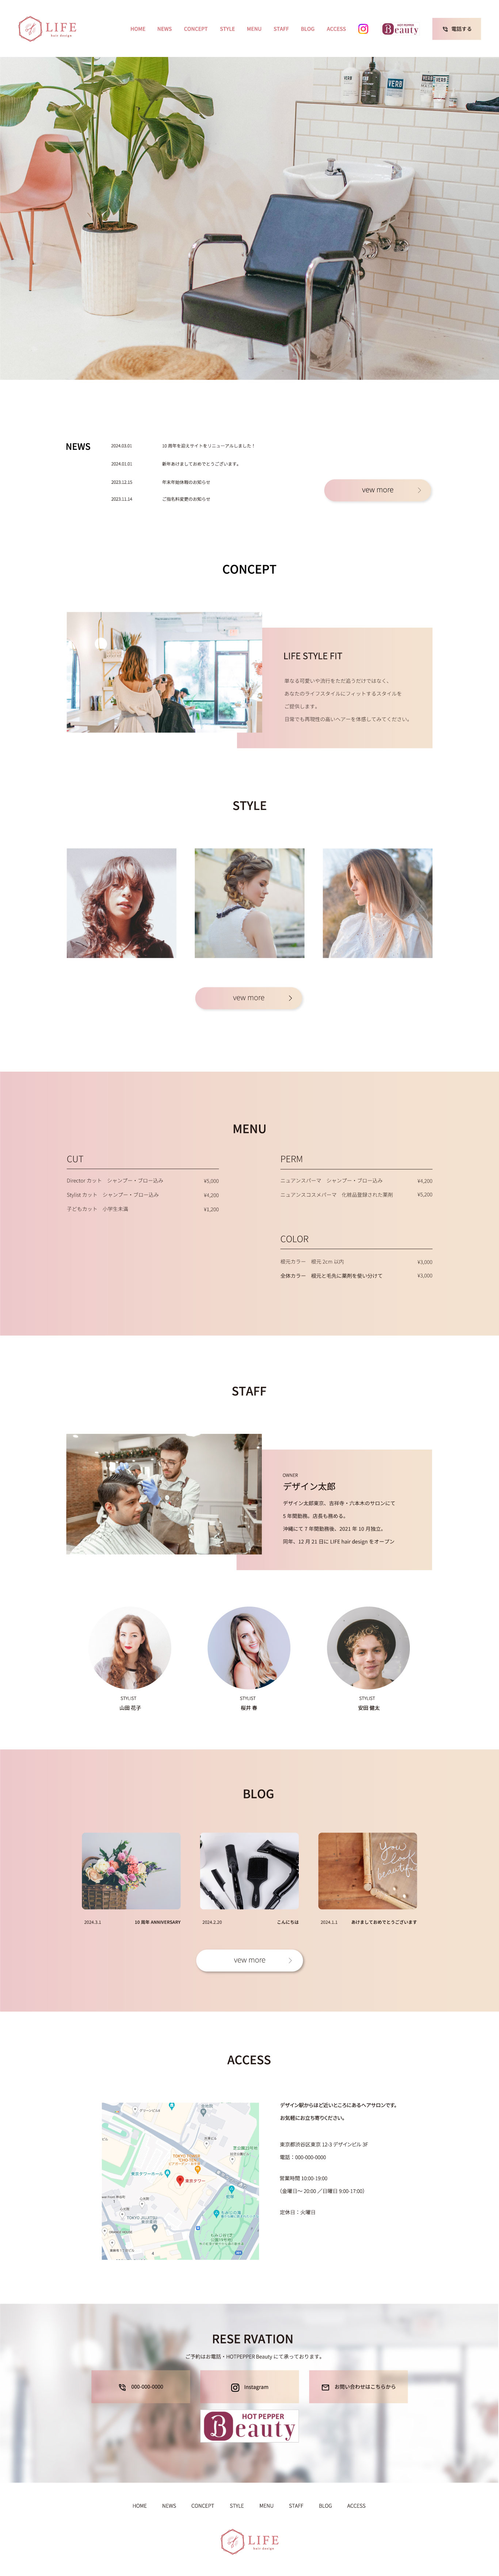 LIFE
hair design
HOME NEWS CONCEPT STYLE MENU STAFF BLOG ACCESS
HOT PEPPER
Beauty
電話する
VERB
VERB
VERB
NEWS
2024.03.01 10 周年を迎えサイトをリニューアルしました！
2024.01.01 新年あけましておめでとうございます。
2023.12.15 年末年始休暇のお知らせ
2023.11.14 ご指名料変更のお知らせ
vew more
CONCEPT
LIFE STYLE FIT
単なる可愛いや流行をただ追うだけではなく、
あなたのライフスタイルにフィットするスタイルを
ご提供します。
日常でも再現性の高いヘアーを体感してみてください。
STYLE
vew more
MENU
CUT
Director カット　シャンプー・ブロー込み ¥5,000
Stylist カット　シャンプー・ブロー込み ¥4,200
子どもカット　小学生未満 ¥1,200
PERM
ニュアンスパーマ　シャンプー・ブロー込み ¥4,200
ニュアンスコスメパーマ　化粧品登録された薬剤 ¥5,200
COLOR
根元カラー　根元 2cm 以内 ¥3,000
全体カラー　根元と毛先に薬剤を使い分けて ¥3,000
STAFF
OWNER
デザイン太郎
デザイン太郎東京、吉祥寺・六本木のサロンにて
5 年間勤務。店長も務める。
沖縄にて 7 年間勤務後、2021 年 10 月独立。
同年、12 月 21 日に LIFE hair design をオープン
STYLIST
山田 花子
STYLIST
桜井 春
STYLIST
安田 健太
BLOG
You
look
beautiful
2024.3.1 10 周年 ANNIVERSARY
2024.2.20 こんにちは
2024.1.1 あけましておめでとうございます
vew more
ACCESS
東京タワー
デザイン駅からほど近いところにあるヘアサロンです。
お気軽にお立ち寄りください。
東京都渋谷区東京 12-3 デザインビル 3F
電話：000-000-0000
営業時間 10:00-19:00
（金曜日〜 20:00 ／日曜日 9:00-17:00）
定休日：火曜日
RESE RVATION
ご予約はお電話・HOTPEPPER Beauty にて承っております。
000-000-0000
Instagram
お問い合わせはこちらから
HOT PEPPER
Beauty
HOME NEWS CONCEPT STYLE MENU STAFF BLOG ACCESS
LIFE
hair design